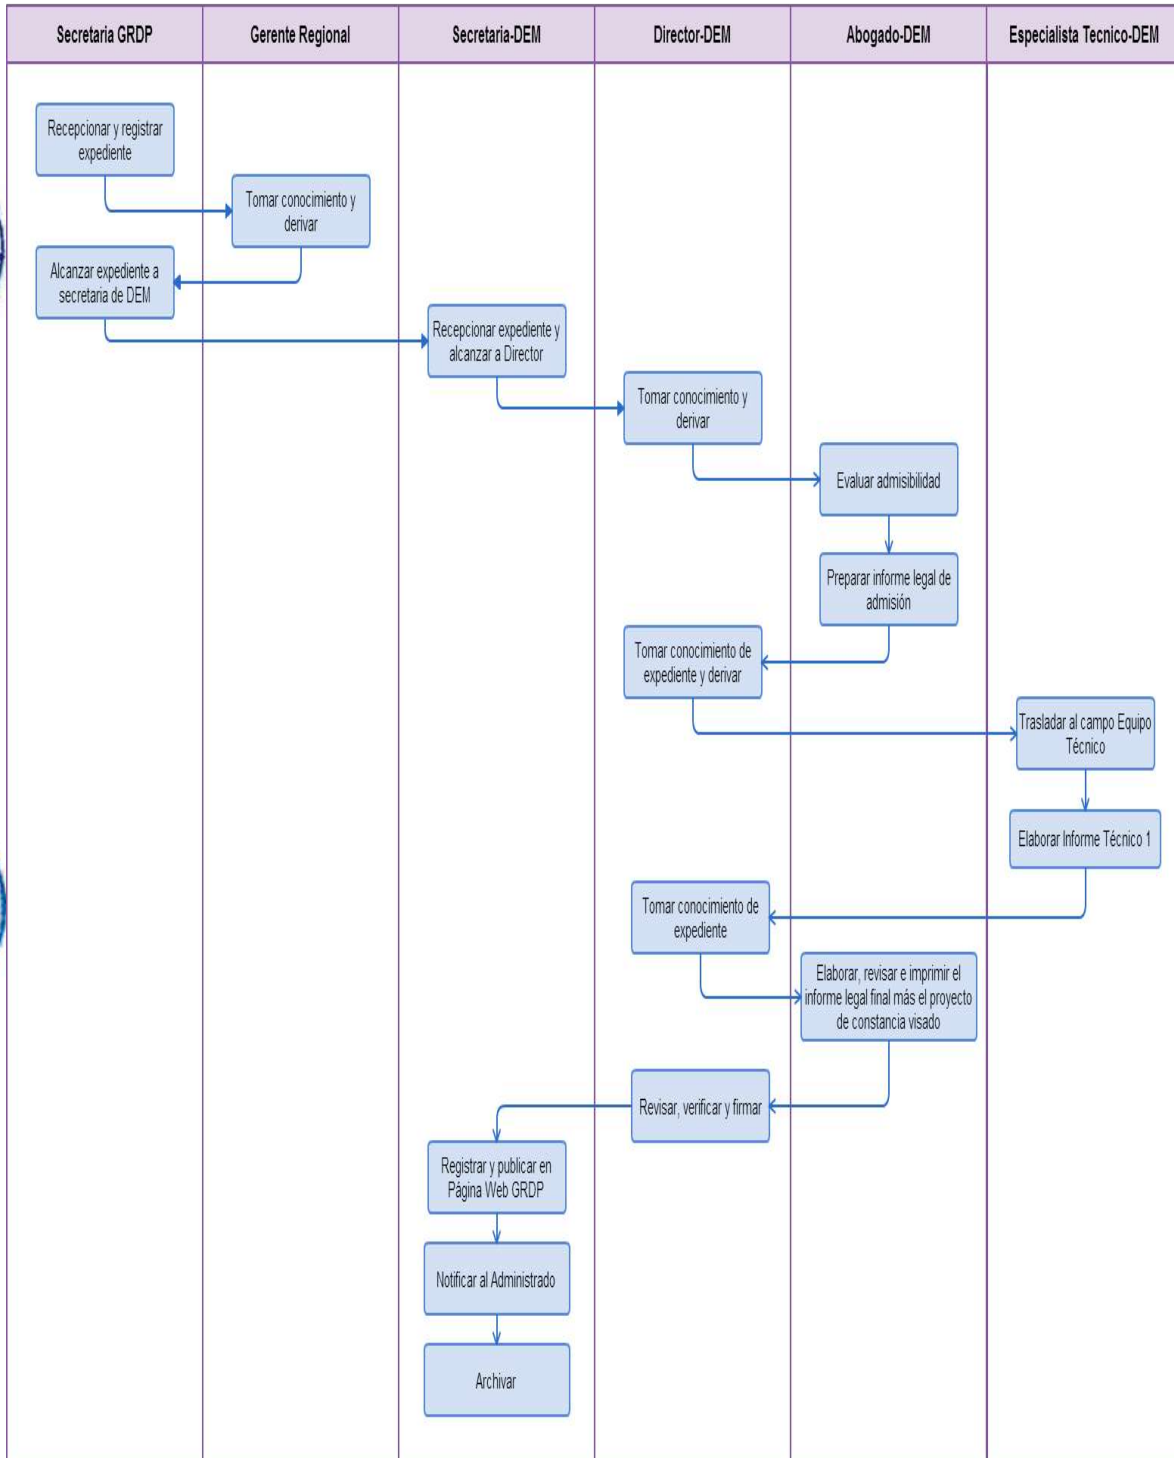 Secretaria GRDP
Gerente Regional
Secretaria-DEM
Director-DEM
Abogado-DEM
Especialista Tecnico-DEM
Recepcionar y registrar
expediente
Tomar conocimiento y
derivar
Alcanzar expediente a
secretaria de DEM
Recepcionar expediente y
alcanzar a Director
Tomar conocimiento y
derivar
Evaluar admisibilidad
Preparar informe legal de
admisión
Tomar conocimiento de
expediente y derivar
Trasladar al campo Equipo
Técnico
Elaborar Informe Técnico 1
Tomar conocimiento de
expediente
Elaborar, revisar e imprimir el
informe legal final más el proyecto
de constancia visado
Revisar, verificar y firmar
Registrar y publicar en
Página Web GRDP
Notificar al Administrado
Archivar